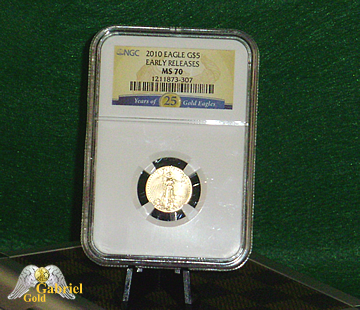 NGC
2010 EAGLE G$5
EARLY RELEASES
MS 70
1211873-307
Years of 25 Gold Eagles
Gabriel
Gold